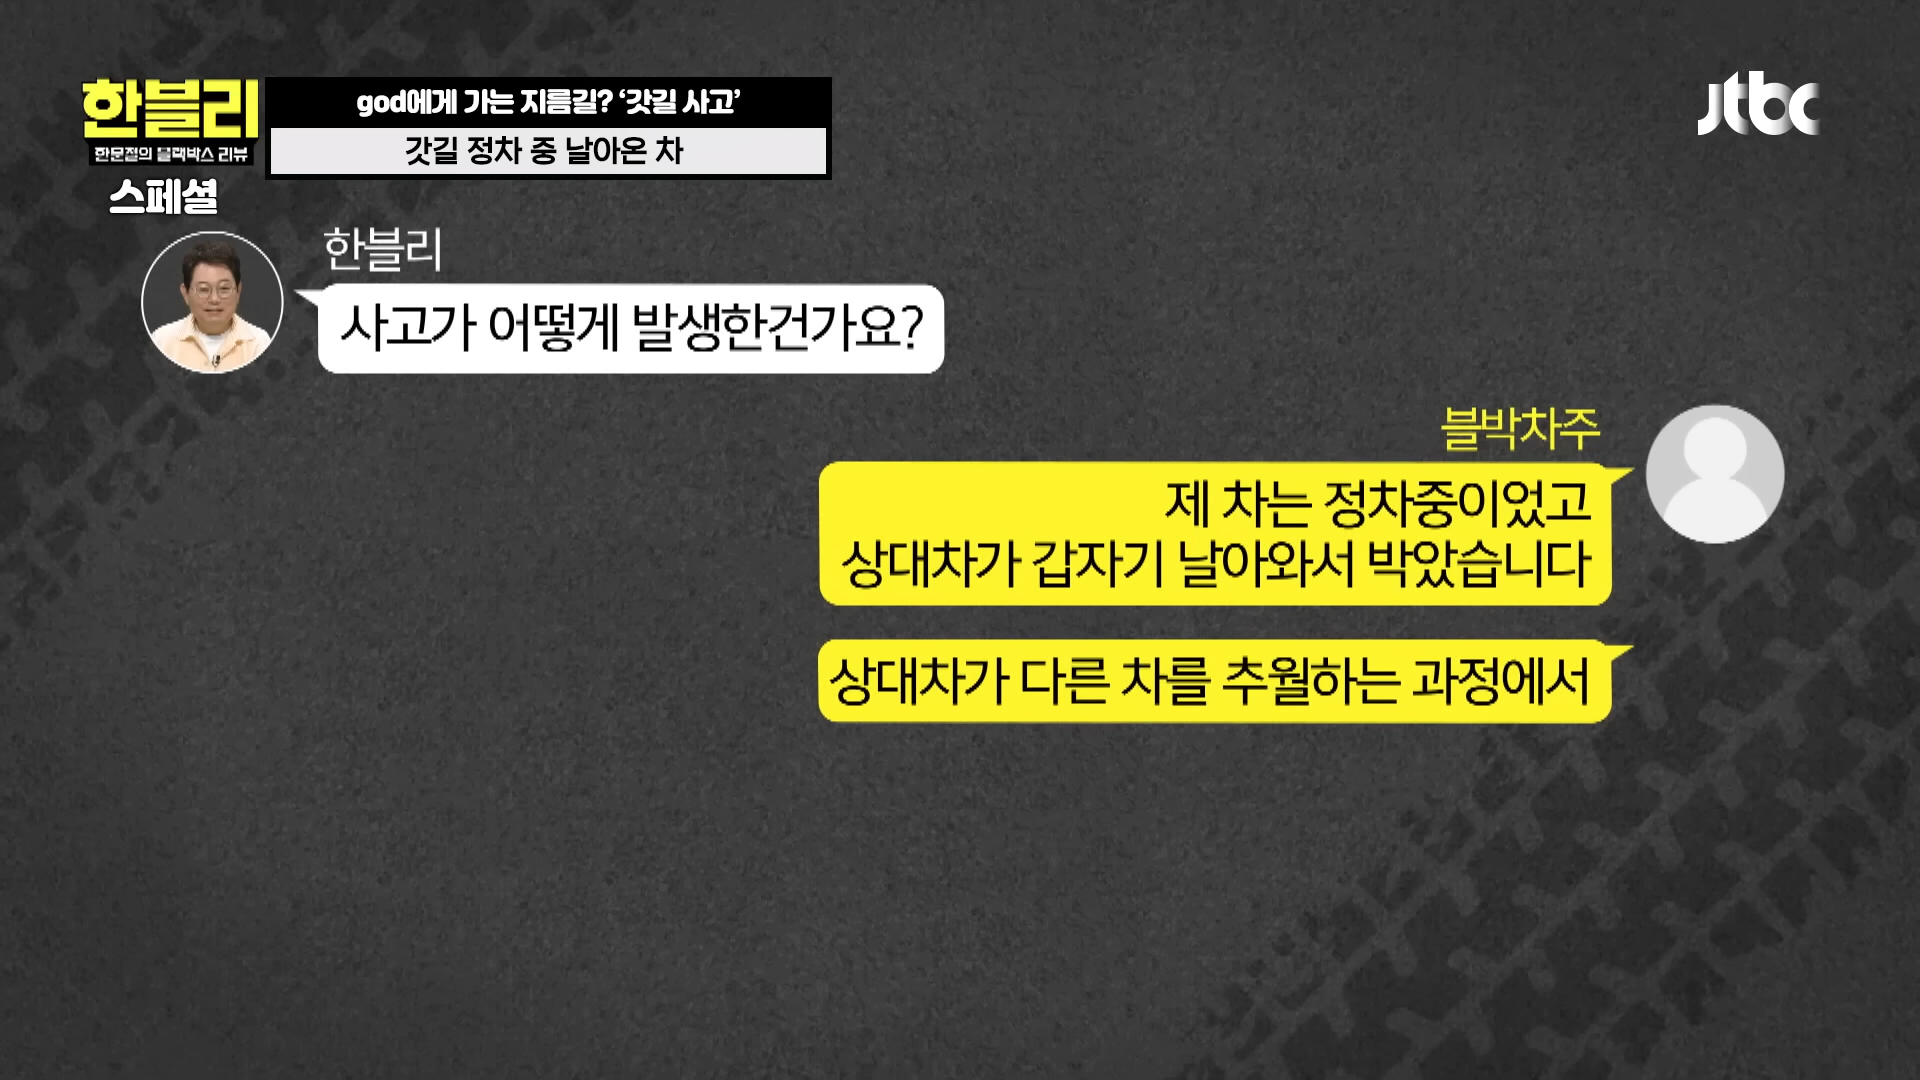 한블리
한문철의 블랙박스 리뷰
스페셜
god에게 가는 지름길? ‘갓길 사고’
갓길 정차 중 날아온 차
jtbc
한블리
사고가 어떻게 발생한건가요?
블박차주
제 차는 정차중이었고
상대차가 갑자기 날아와서 박았습니다
상대차가 다른 차를 추월하는 과정에서